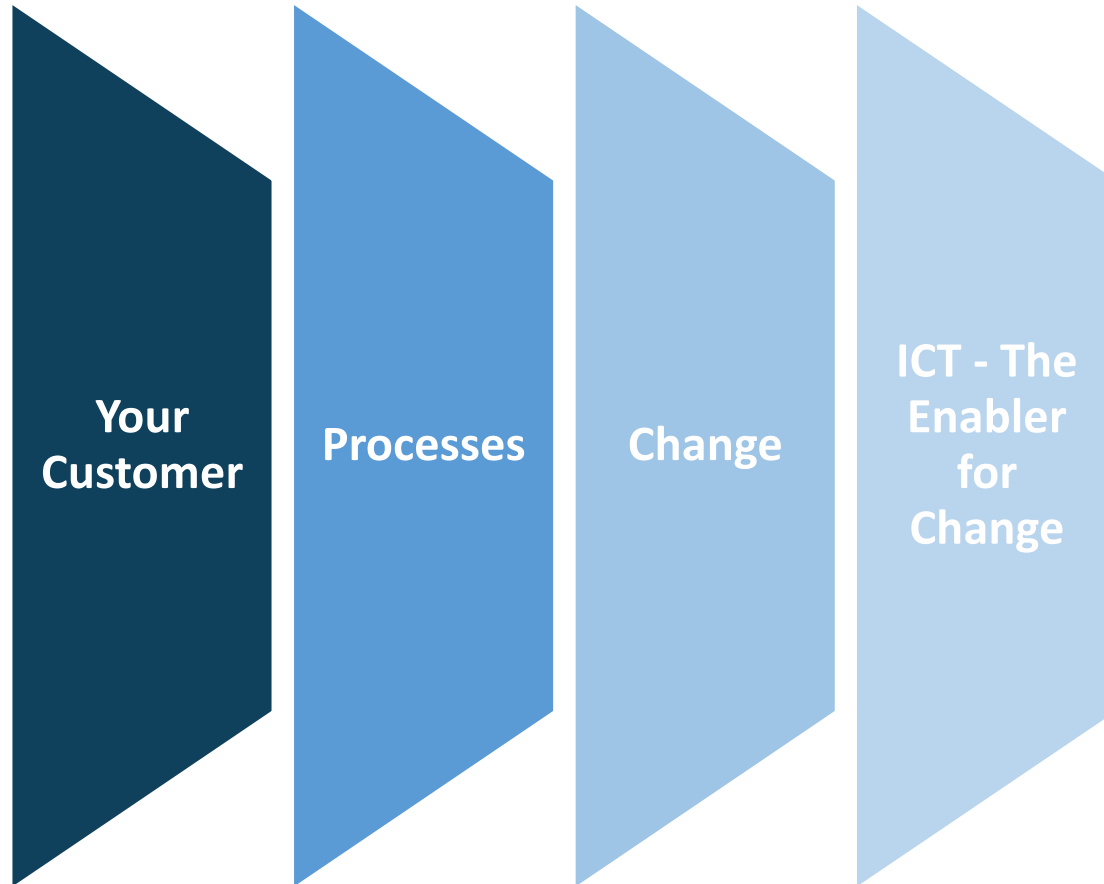 Your
Customer
Processes
Change
ICT - The
Enabler
for
Change